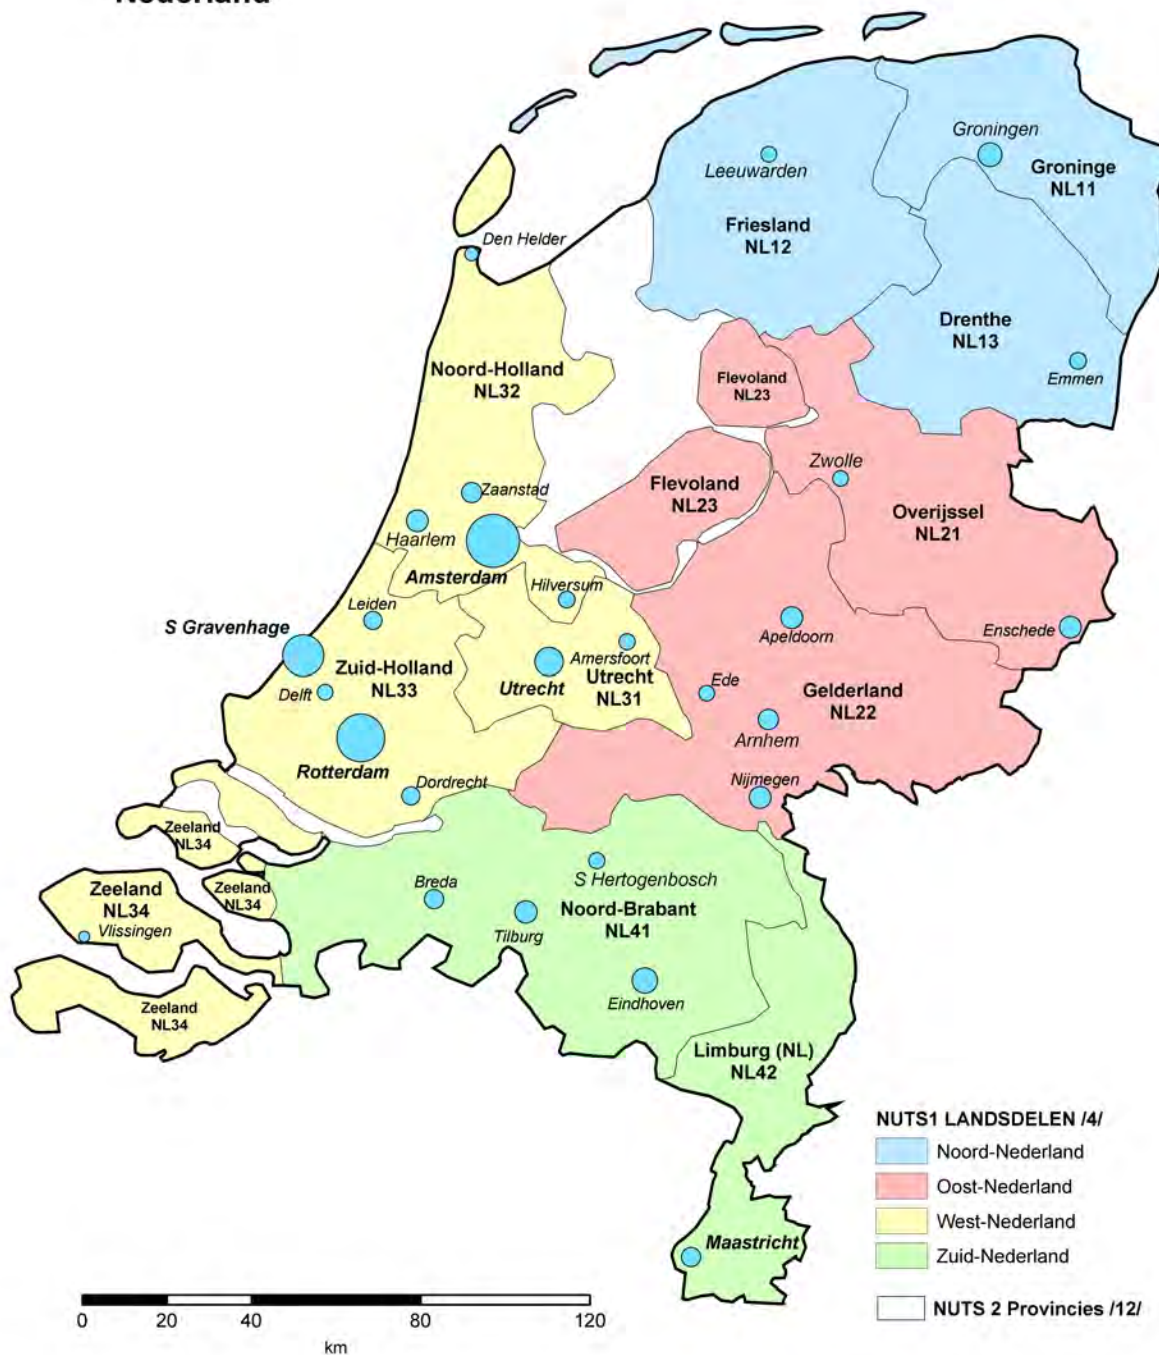 Nederland
Groningen
Leeuwarden
Groninge
NL11
Friesland
NL12
Den Helder
Drenthe
NL13
Emmen
Noord-Holland
NL32
Flevoland
NL23
Zwolle
Flevoland
NL23
Zaanstad
Overijssel
NL21
Haarlem
Amsterdam
Hilversum
Leiden
S Gravenhage
Apeldoorn
Enschede
Zuid-Holland
NL33
Amersfoort
Utrecht
Utrecht
NL31
Delft
Ede
Gelderland
NL22
Arnhem
Rotterdam
Dordrecht
Nijmegen
Zeeland
NL34
Zeeland
NL34
Zeeland
NL34
Vlissingen
Breda
S Hertogenbosch
Noord-Brabant
NL41
Tilburg
Eindhoven
Zeeland
NL34
Limburg (NL)
NL42
Maastricht
NUTS1 LANDSDELEN /4/
Noord-Nederland
Oost-Nederland
West-Nederland
Zuid-Nederland
NUTS 2 Provincies /12/
0 20 40 80 120
km